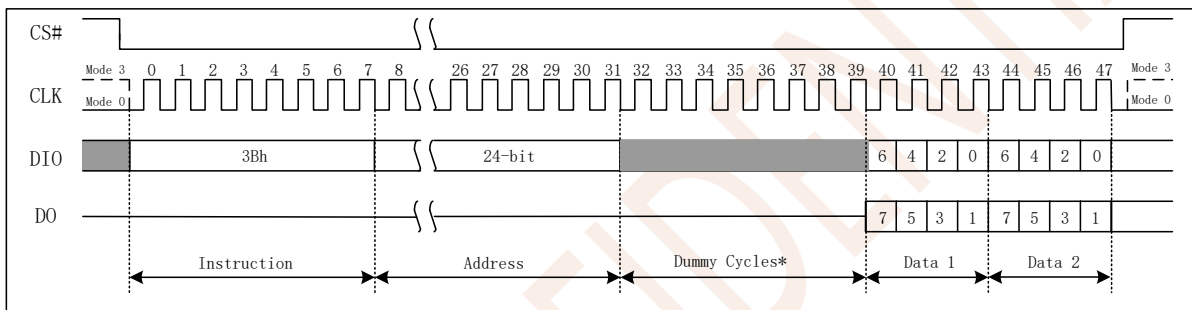 CS#
Mode 3 0 1 2 3 4 5 6 7 8 26 27 28 29 30 31 32 33 34 35 36 37 38 39 40 41 42 43 44 45 46 47 Mode 3
CLK
Mode 0 Mode 0
DIO 3Bh 24-bit 6 4 2 0 6 4 2 0
DO 7 5 3 1 7 5 3 1
Instruction Address Dummy Cycles* Data 1 Data 2